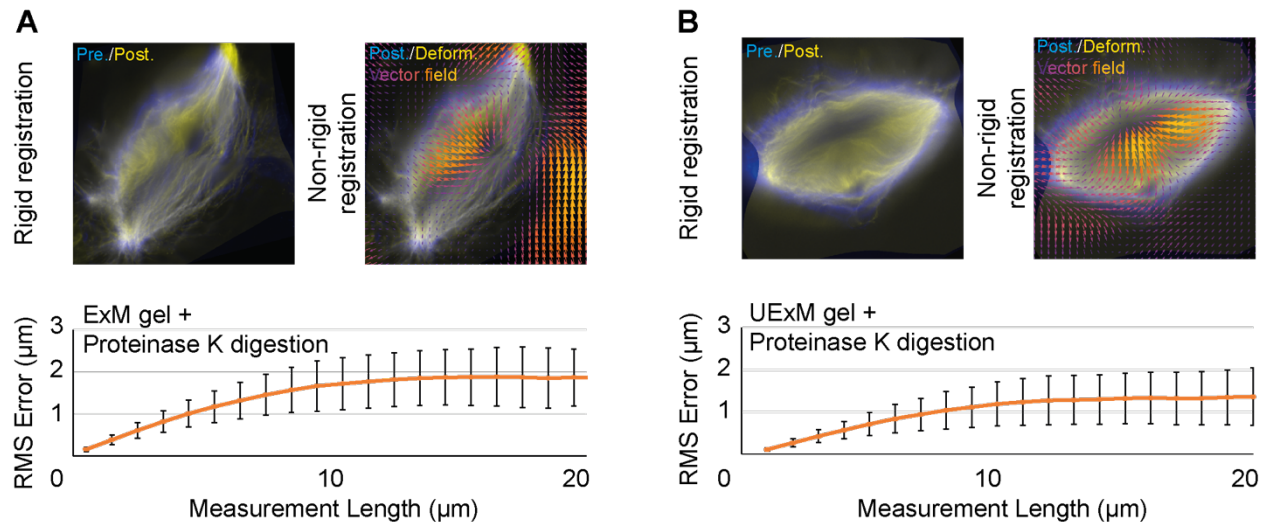 A
Rigid registration
Pre./Post.
Non-rigid
registration
Post./Deform.
Vector field
RMS Error (μm)
ExM gel +
Proteinase K digestion
3
2
1
0
10
20
Measurement Length (μm)
B
Rigid registration
Pre./Post.
Non-rigid
registration
Post./Deform.
Vector field
RMS Error (μm)
UExM gel +
Proteinase K digestion
3
2
1
0
10
20
Measurement Length (μm)